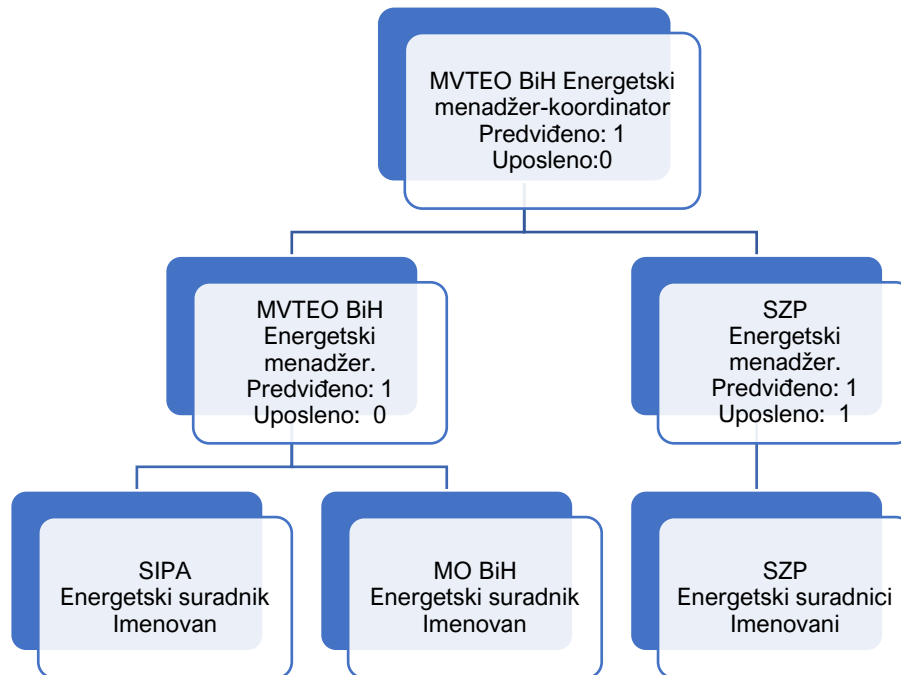 MVTEO BiH Energetski
menadžer-koordinator
Predviđeno: 1
Uposleno:0
MVTEO BiH
Energetski
menadžer.
Predviđeno: 1
Uposleno: 0
SZP
Energetski
menadžer.
Predviđeno: 1
Uposleno: 1
SIPA
Energetski suradnik
Imenovan
MO BiH
Energetski suradnik
Imenovan
SZP
Energetski suradnici
Imenovani